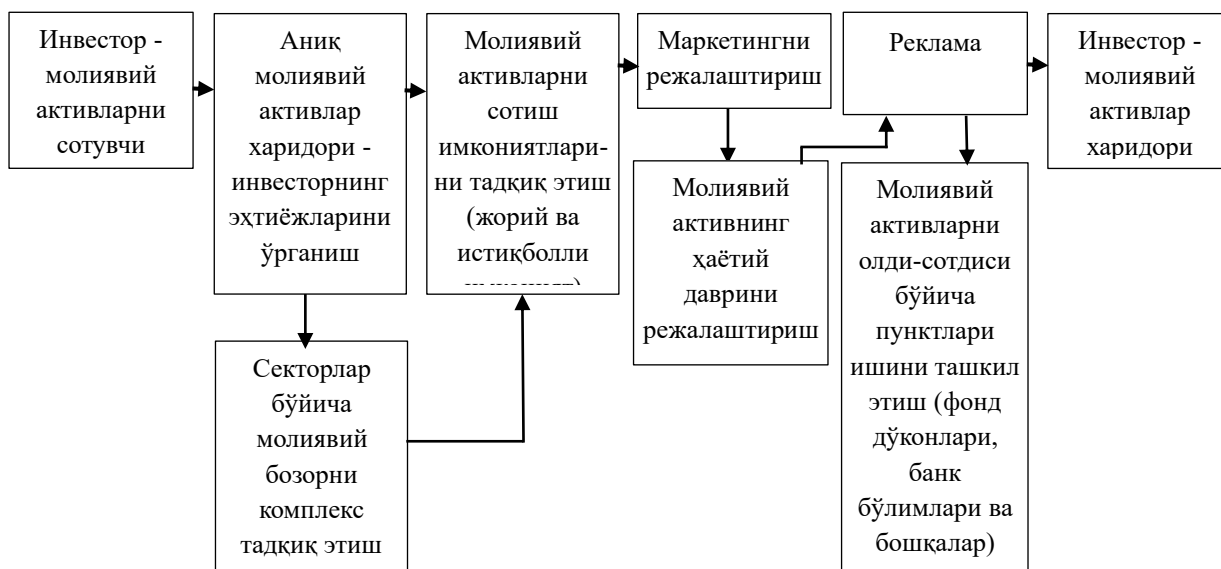 Инвестор -
молиявий
активларни
сотувчи
Аниқ
молиявий
активлар
харидори -
инвесторнинг
эҳтиёжларини
ўрганиш
Секторлар
бўйича
молиявий
бозорни
комплекс
тадқиқ этиш
Молиявий
активларни
сотиш
имкониятлари-
ни тадқиқ этиш
(жорий ва
истиқболли
Маркетингни
режалаштириш
Молиявий
активнинг
ҳаётий
даврини
режалаштириш
Реклама
Молиявий
активларни
олди-сотдиси
бўйича
пунктлари
ишини ташкил
этиш (фонд
дўконлари,
банк
бўлимлари ва
бошқалар)
Инвестор -
молиявий
активлар
харидори